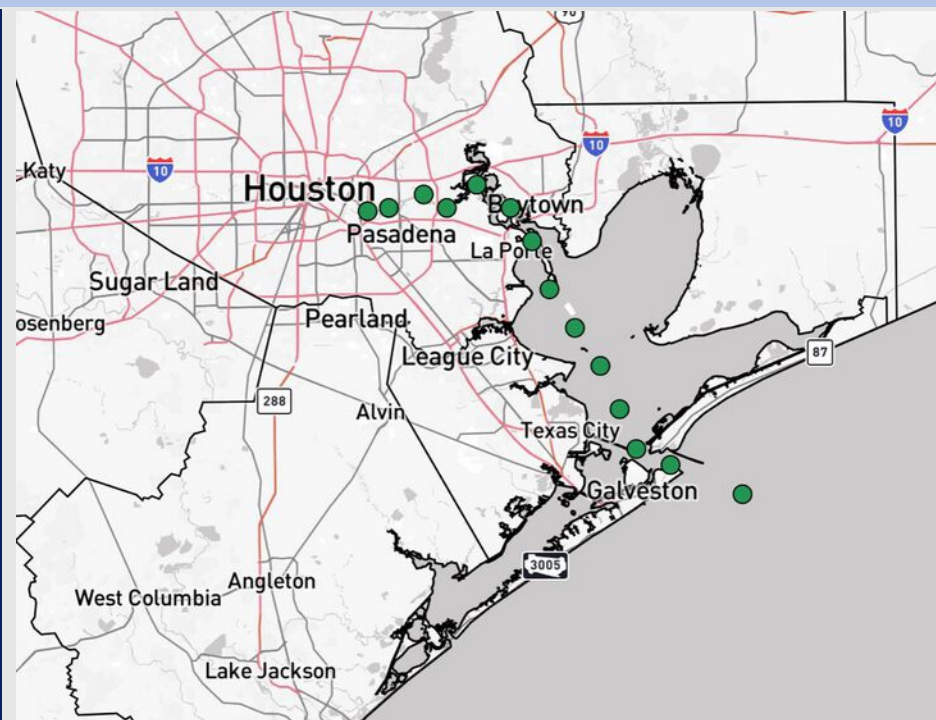 90
10
10
10
Katy
Houston
Baytown
Pasadena
La Porte
Sugar Land
Pearland
osenberg
87
League City
288
Alvin
Texas City
Galveston
3005
Angleton
West Columbia
Lake Jackson